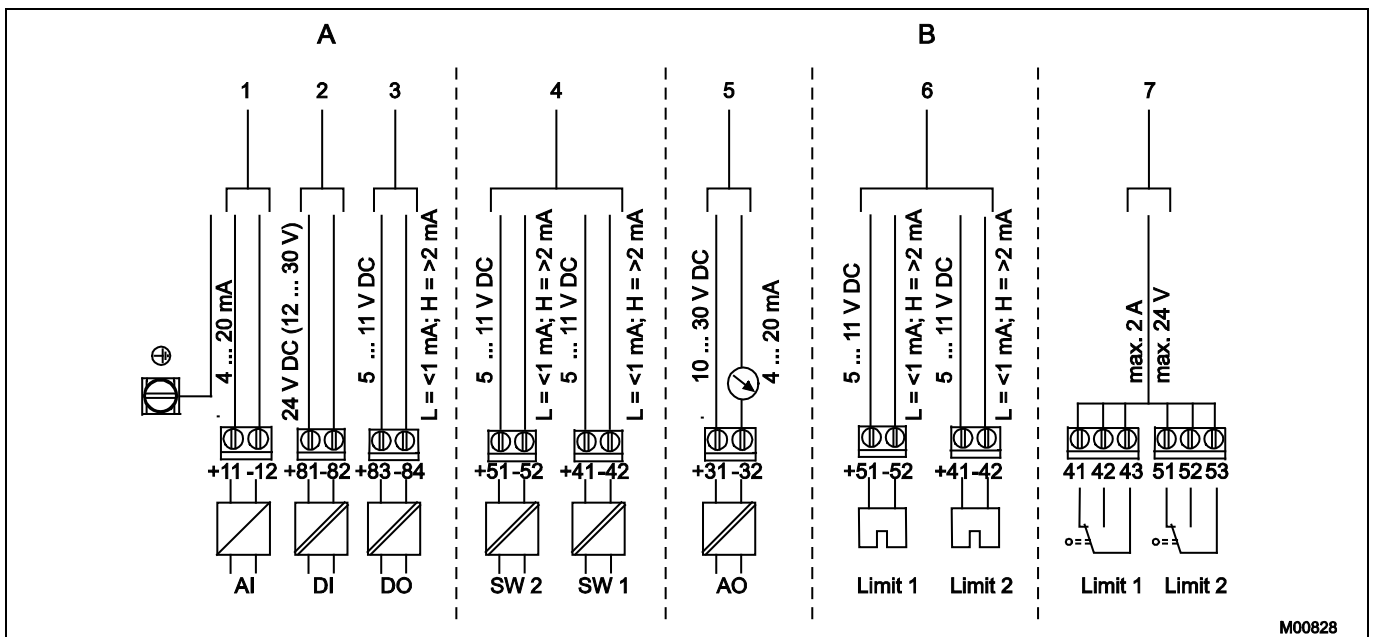 A B
1 2 3 4 5 6 7
4 ... 20 mA
24 V DC (12 ... 30 V)
5 ... 11 V DC
L = <1 mA; H = >2 mA
5 ... 11 V DC
L = <1 mA; H = >2 mA
5 ... 11 V DC
L = <1 mA; H = >2 mA
10 ... 30 V DC
4 ... 20 mA
5 ... 11 V DC
L = <1 mA; H = >2 mA
5 ... 11 V DC
L = <1 mA; H = >2 mA
max. 2 A
max. 24 V
+11 -12 +81 -82 +83 -84 +51 -52 +41 -42 +31 -32 +51 -52 +41 -42 41 42 43 51 52 53
AI DI DO SW 2 SW 1 AO Limit 1 Limit 2 Limit 1 Limit 2
M00828